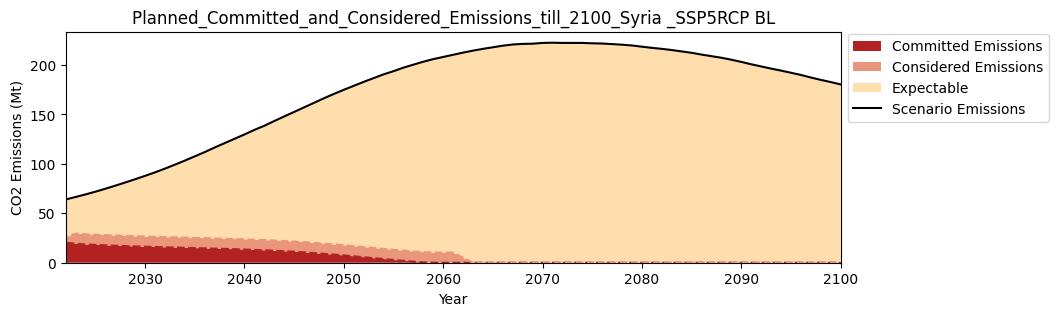 Planned_Committed_and_Considered_Emissions_till_2100_Syria _SSP5RCP BL
Committed Emissions
Considered Emissions
Expectable
Scenario Emissions
CO2 Emissions (Mt)
200
150
100
50
0
2030 2040 2050 2060 2070 2080 2090 2100
Year